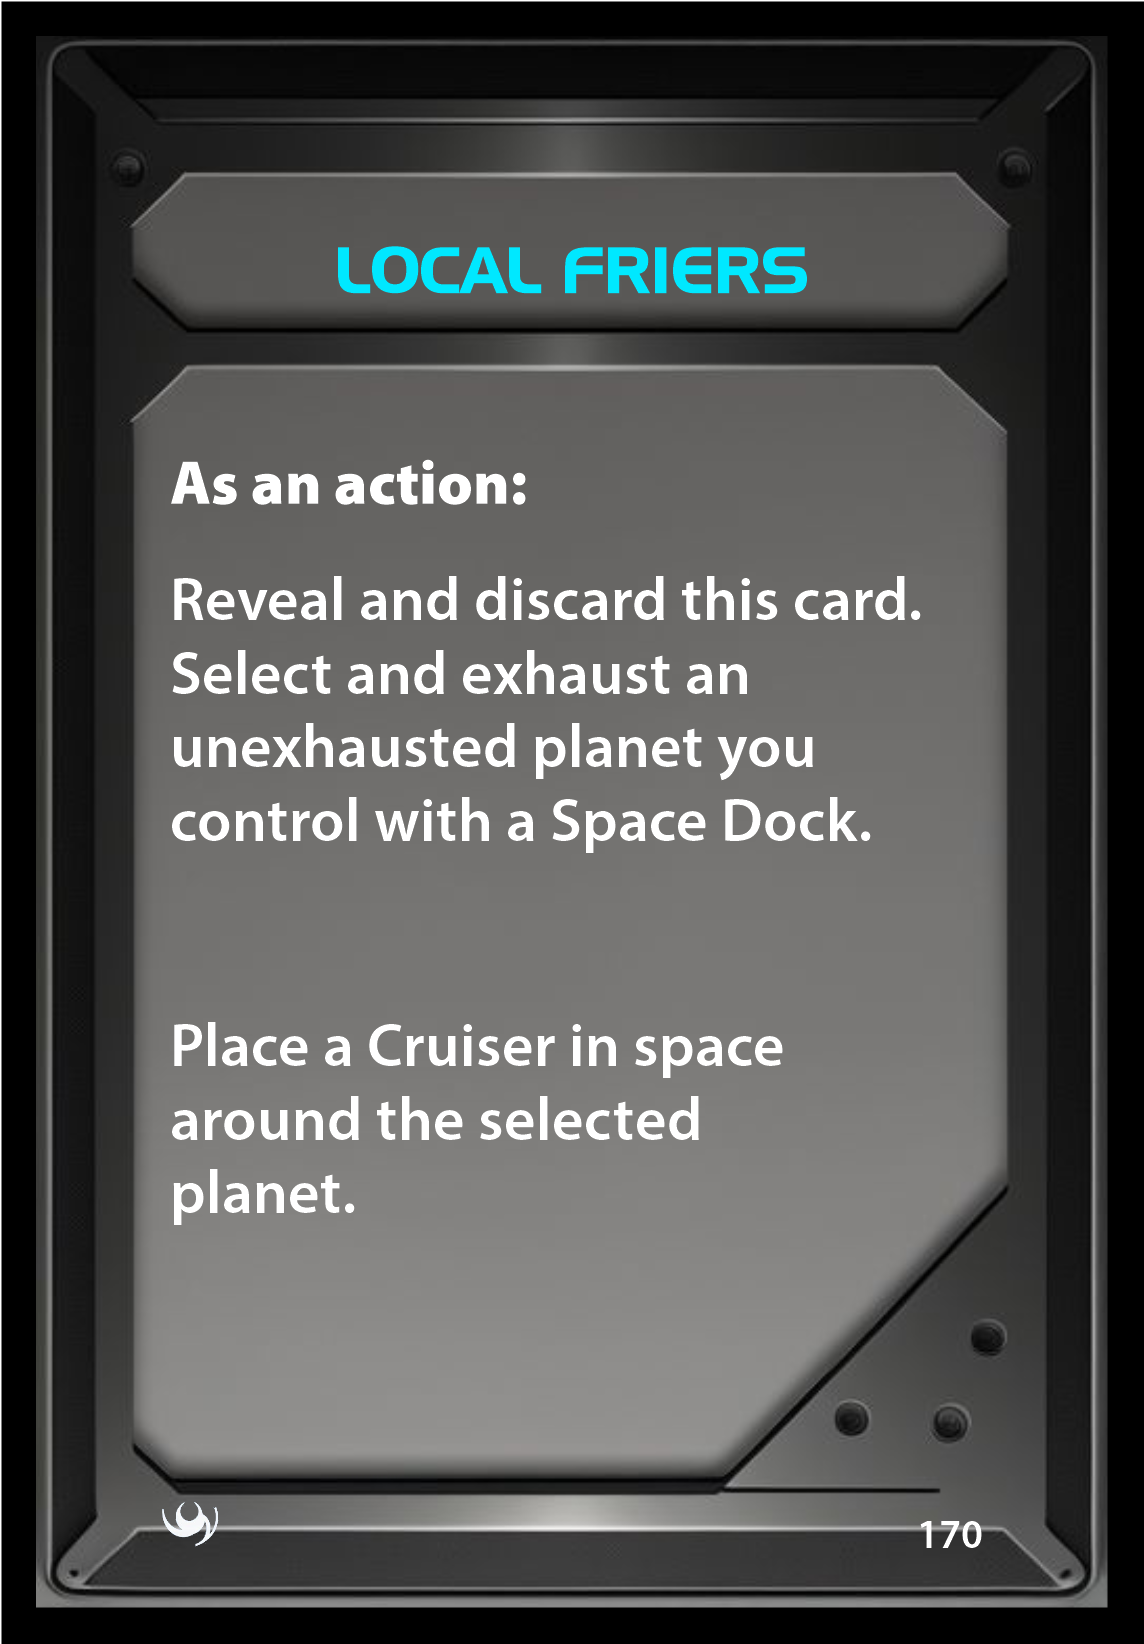 LOCAL FRIERS
As an action:
Reveal and discard this card.
Select and exhaust an
unexhausted planet you
control with a Space Dock.
Place a Cruiser in space
around the selected
planet.
170